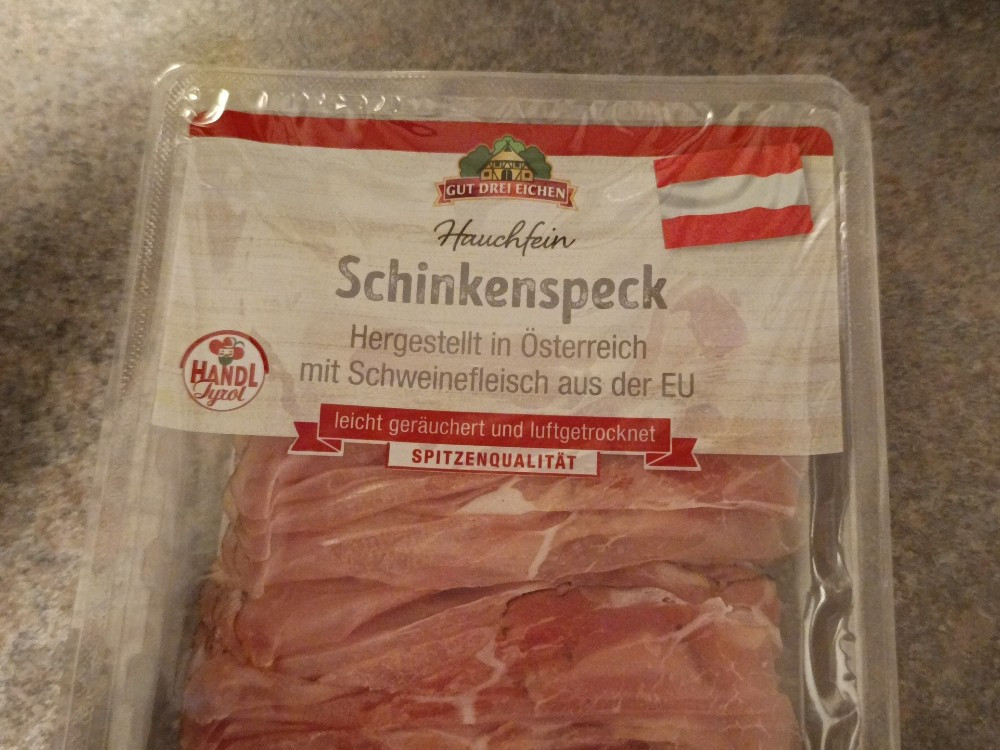 GUT DREI EICHEN
Hauchfein
Schinkenspeck
Hergestellt in Österreich
mit Schweinefleisch aus der EU
HANDL
Tyrol
leicht geräuchert und luftgetrocknet
SPITZENQUALITÄT